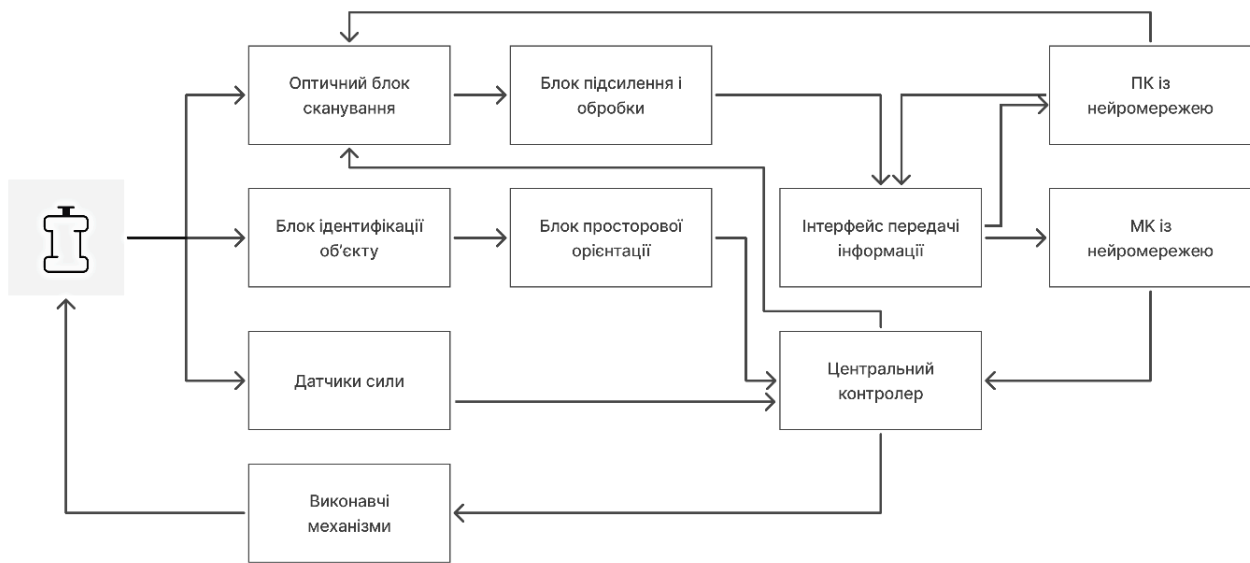 Оптичний блок
сканування
Блок підсилення і
обробки
ПК із
нейромережею
Блок ідентифікації
об’єкту
Блок просторової
орієнтації
Інтерфейс передачі
інформації
МК із
нейромережею
Датчики сили
Центральний
контролер
Виконавчі
механізми